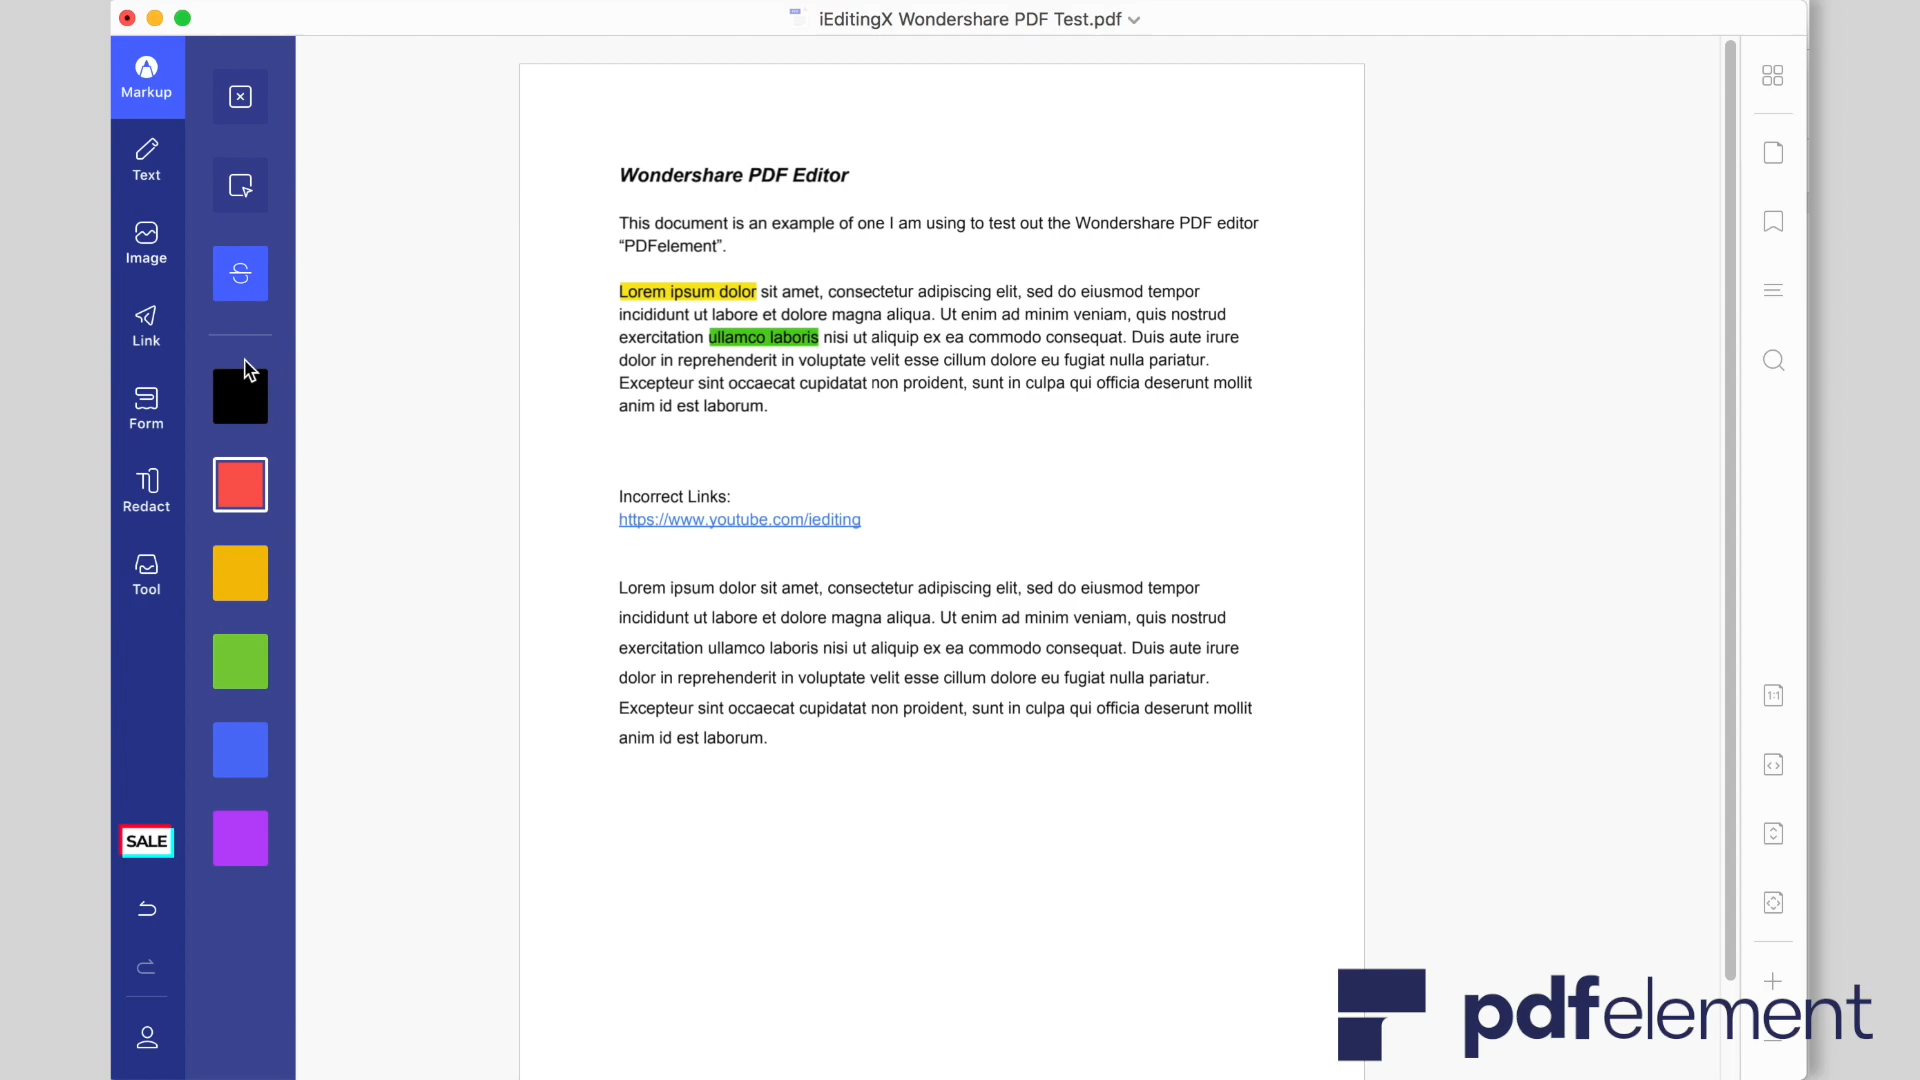 iEditingX Wondershare PDF Test.pdf
Markup
Text
Image
Link
Form
Redact
Tool
SALE
Wondershare PDF Editor
This document is an example of one I am using to test out the Wondershare PDF editor
“PDFelement”.
Lorem ipsum dolor sit amet, consectetur adipiscing elit, sed do eiusmod tempor
incididunt ut labore et dolore magna aliqua. Ut enim ad minim veniam, quis nostrud
exercitation ullamco laboris nisi ut aliquip ex ea commodo consequat. Duis aute irure
dolor in reprehenderit in voluptate velit esse cillum dolore eu fugiat nulla pariatur.
Excepteur sint occaecat cupidatat non proident, sunt in culpa qui officia deserunt mollit
anim id est laborum.
Incorrect Links:
https://www.youtube.com/iediting
Lorem ipsum dolor sit amet, consectetur adipiscing elit, sed do eiusmod tempor
incididunt ut labore et dolore magna aliqua. Ut enim ad minim veniam, quis nostrud
exercitation ullamco laboris nisi ut aliquip ex ea commodo consequat. Duis aute irure
dolor in reprehenderit in voluptate velit esse cillum dolore eu fugiat nulla pariatur.
Excepteur sint occaecat cupidatat non proident, sunt in culpa qui officia deserunt mollit
anim id est laborum.
1:1
pdfelement